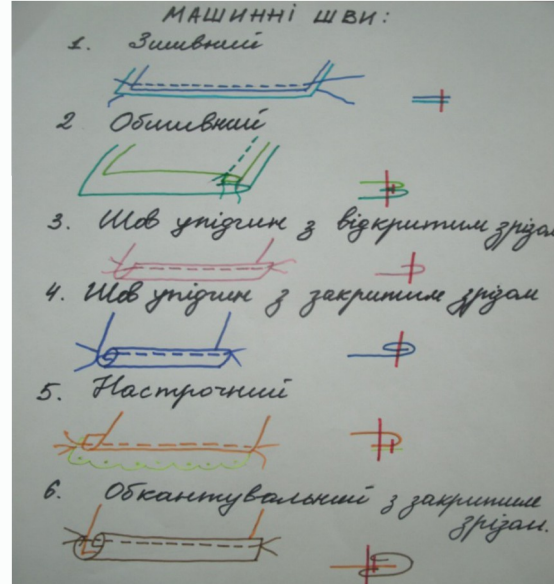 МАШИННІ ШВИ:
1. Зшивний
2 Обшивний
3. Шов упідгин з відкритим зрізом
4. Шов упідгин з закритим зрізом
5. Настрочний
6. Обкантувальний з закритим
зрізом.